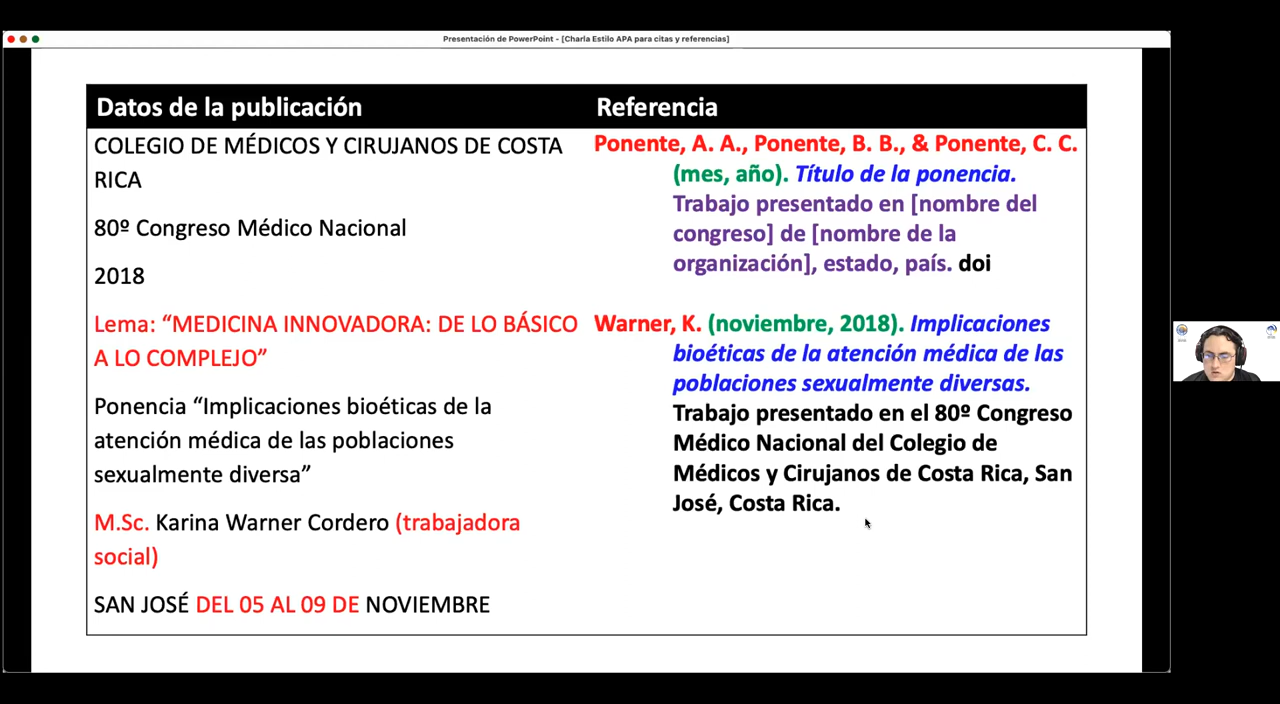 Presentación de PowerPoint - [Charla Estilo APA para citas y referencias]
Datos de la publicación
COLEGIO DE MÉDICOS Y CIRUJANOS DE COSTA
RICA
80º Congreso Médico Nacional
2018
Lema: “MEDICINA INNOVADORA: DE LO BÁSICO
A LO COMPLEJO”
Ponencia “Implicaciones bioéticas de la
atención médica de las poblaciones
sexualmente diversa”
M.Sc. Karina Warner Cordero (trabajadora
social)
SAN JOSÉ DEL 05 AL 09 DE NOVIEMBRE
Referencia
Ponente, A. A., Ponente, B. B., & Ponente, C. C.
(mes, año). Título de la ponencia.
Trabajo presentado en [nombre del
congreso] de [nombre de la
organización], estado, país. doi
Warner, K. (noviembre, 2018). Implicaciones
bioéticas de la atención médica de las
poblaciones sexualmente diversas.
Trabajo presentado en el 80º Congreso
Médico Nacional del Colegio de
Médicos y Cirujanos de Costa Rica, San
José, Costa Rica.